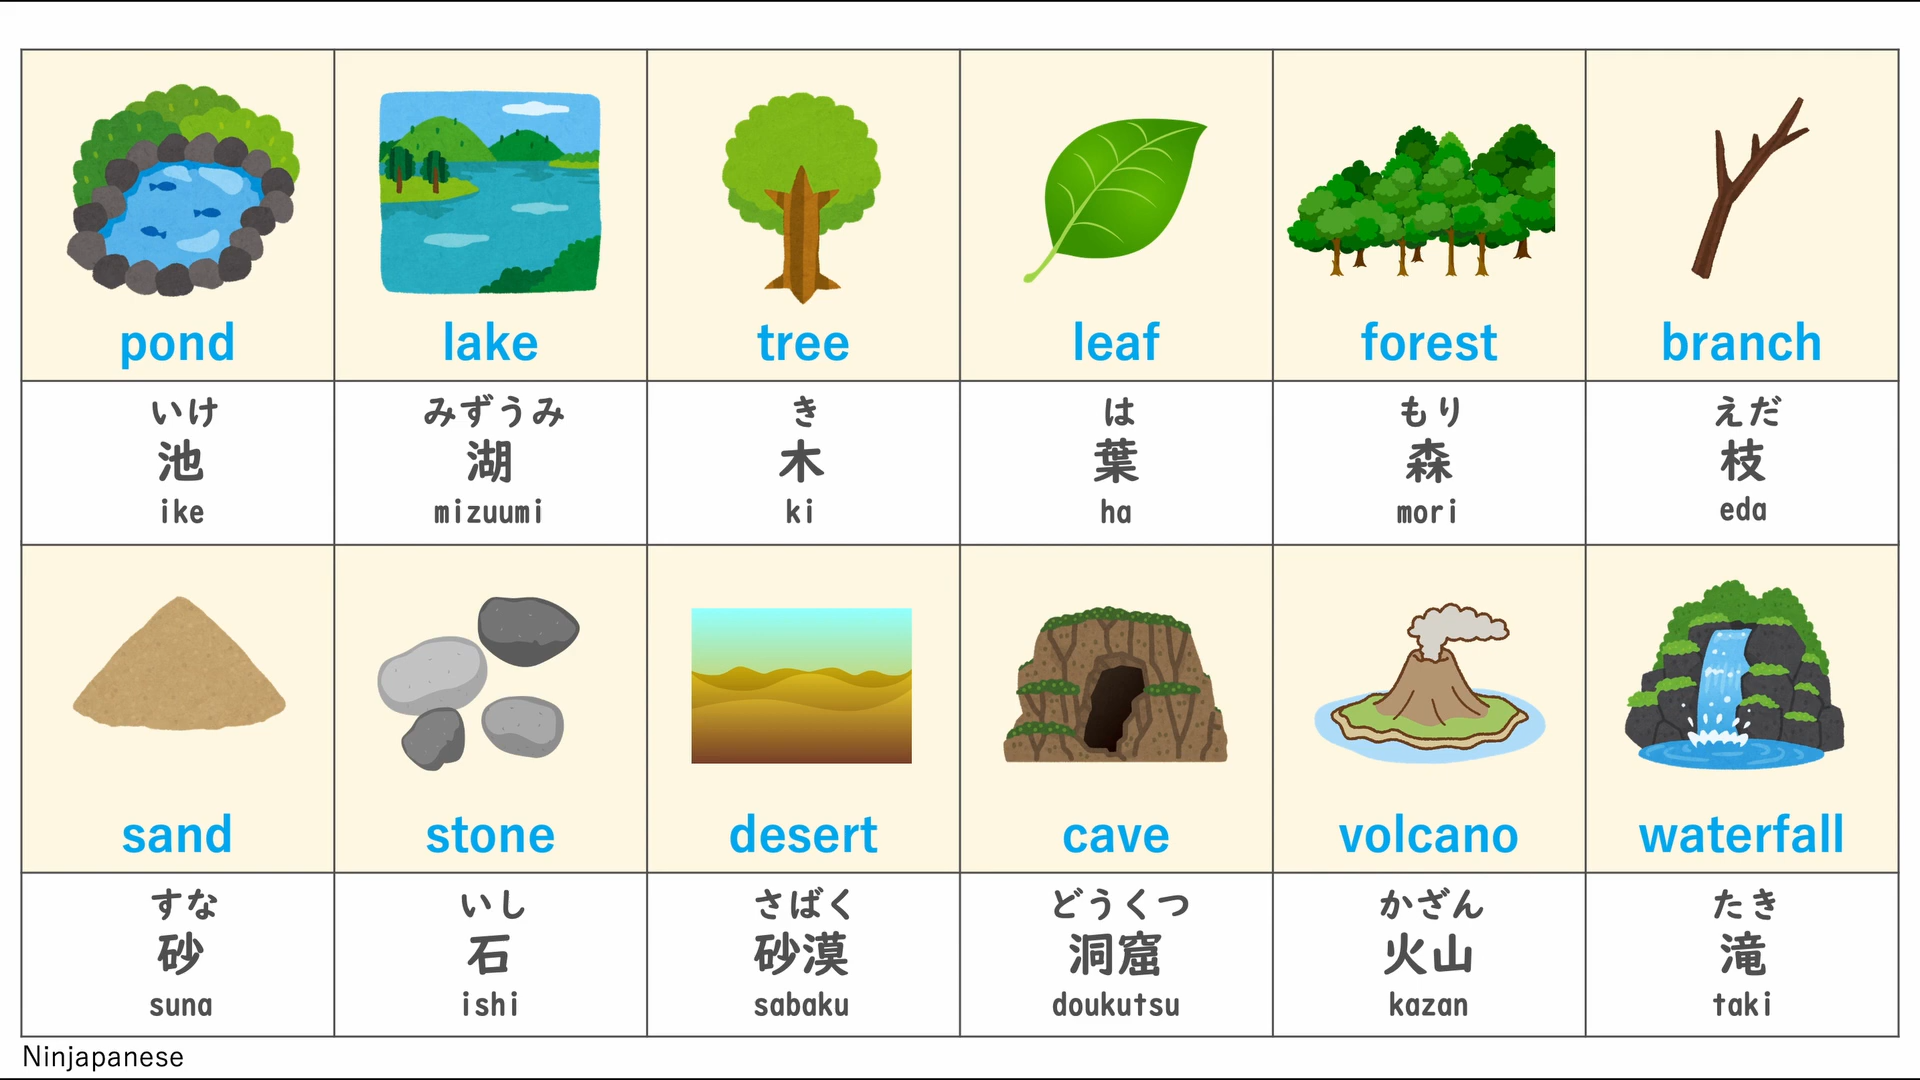 pond
lake
tree
leaf
forest
branch
いけ
池
ike
みずうみ
湖
mizuumi
き
木
ki
は
葉
ha
もり
森
mori
えだ
枝
eda
sand
stone
desert
cave
volcano
waterfall
すな
砂
suna
いし
石
ishi
さばく
砂漠
sabaku
どうくつ
洞窟
doukutsu
かざん
火山
kazan
たき
滝
taki
Ninjapanese